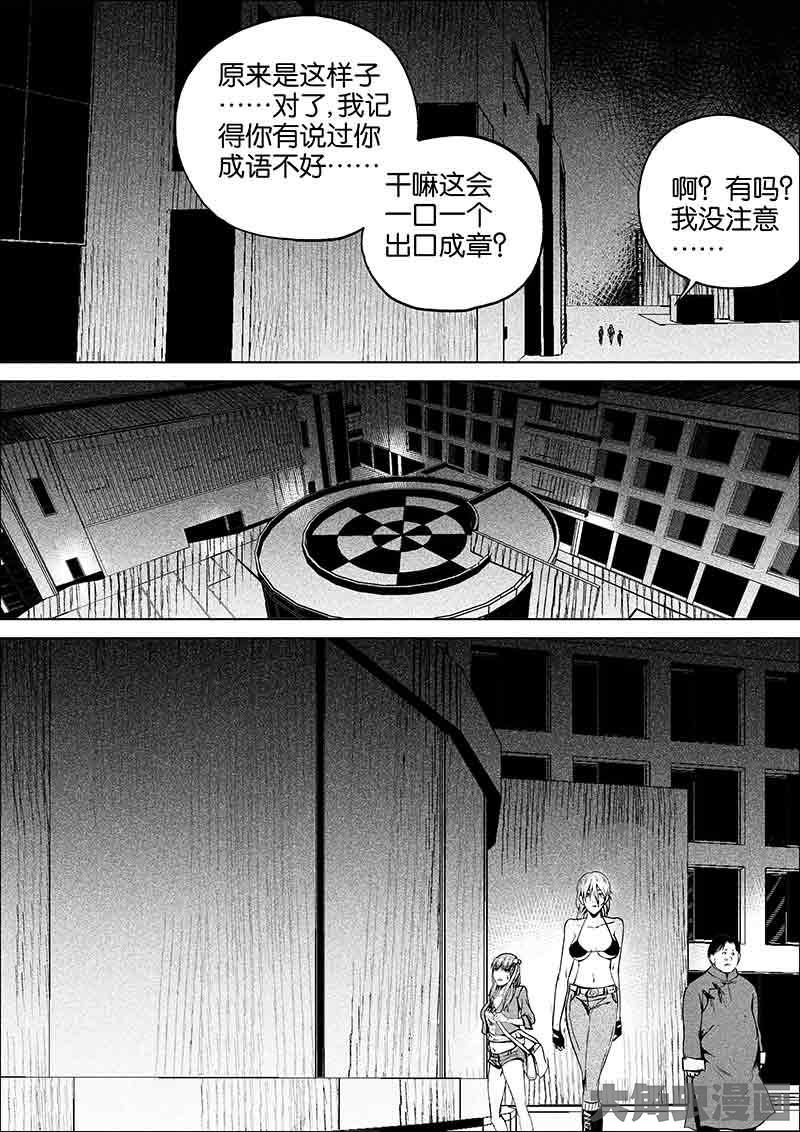 原来是这样子
……对了,我记
得你有说过你
成语不好……
干嘛这会
一口一个
出口成章?
啊?有吗?
我没注意
……
大角虫漫画